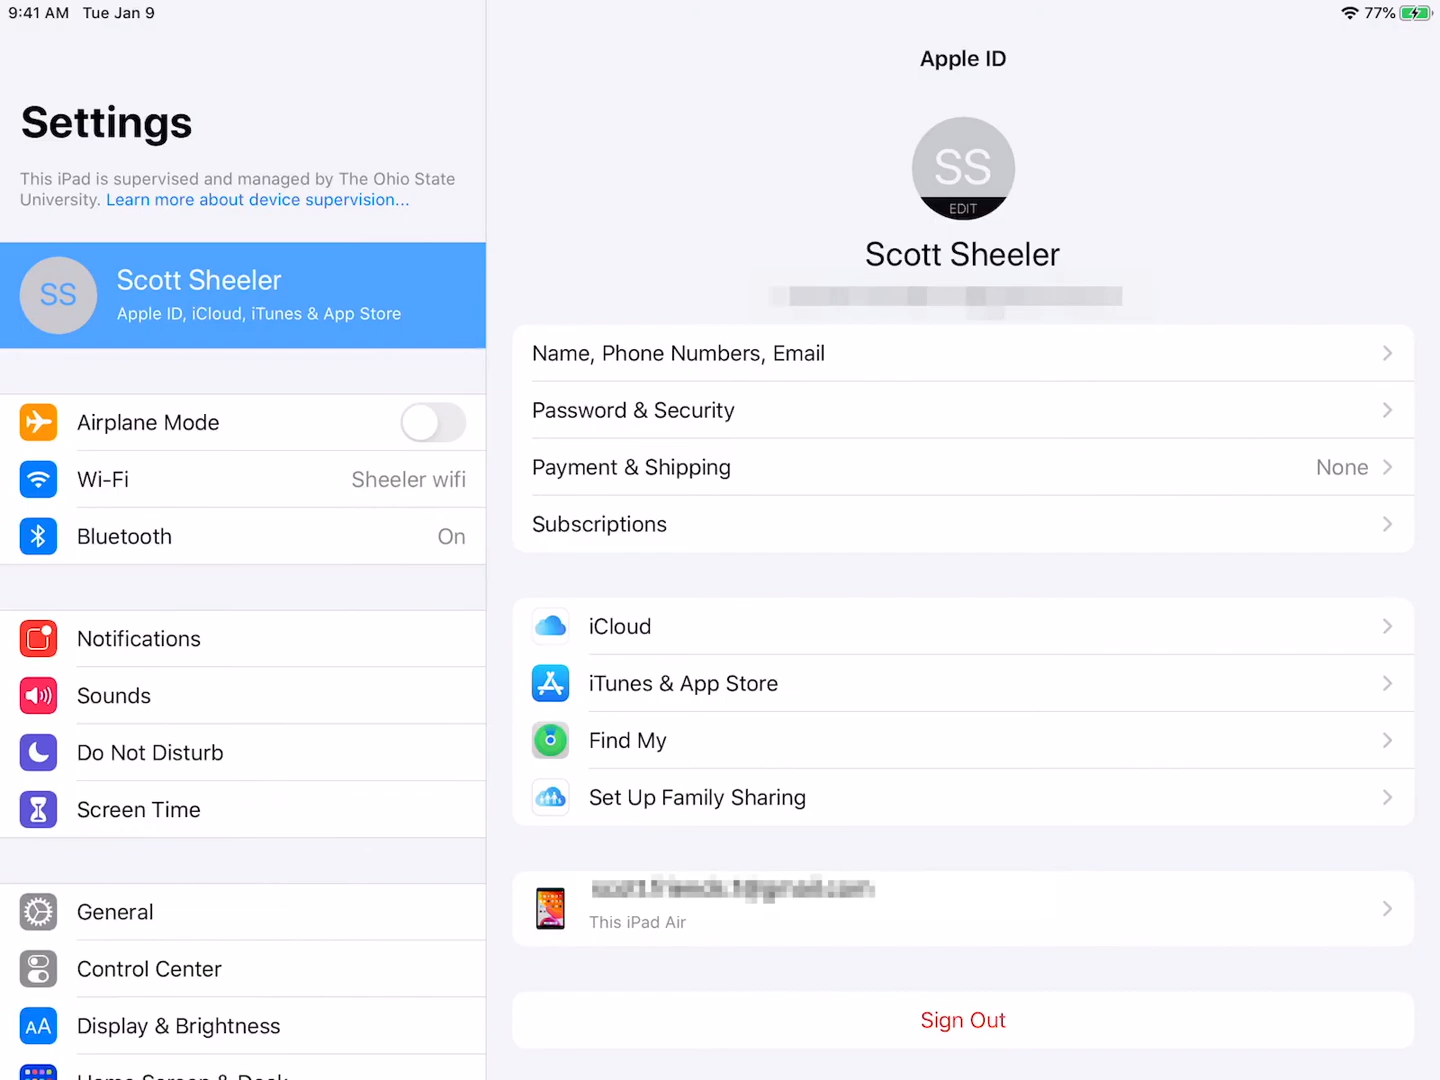 9:41 AM Tue Jan 9
77%
Settings
This iPad is supervised and managed by The Ohio State
University. Learn more about device supervision...
SS
Scott Sheeler
Apple ID, iCloud, iTunes & App Store
Airplane Mode
Wi-Fi Sheeler wifi
Bluetooth On
Notifications
Sounds
Do Not Disturb
Screen Time
General
Control Center
AA Display & Brightness
Home Screen & Dock
Apple ID
SS
EDIT
Scott Sheeler
Name, Phone Numbers, Email
Password & Security
Payment & Shipping None
Subscriptions
iCloud
iTunes & App Store
Find My
Set Up Family Sharing
This iPad Air
Sign Out